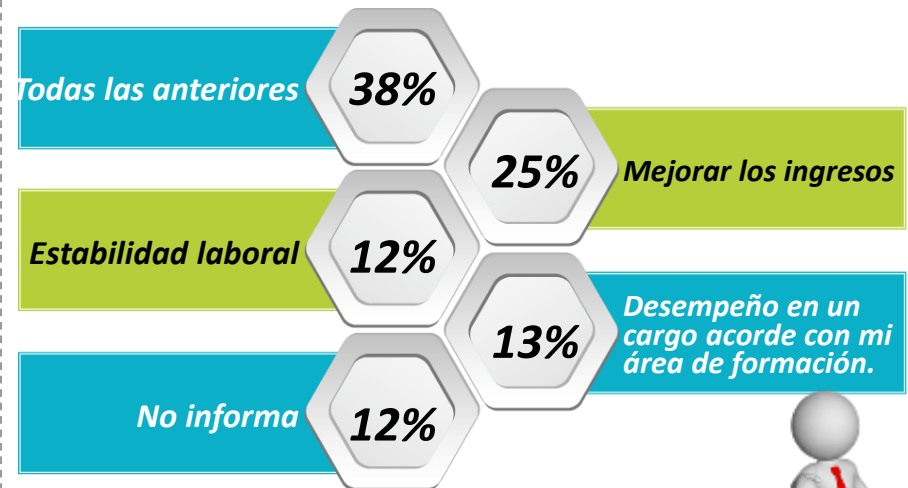 Todas las anteriores
38%
25%
Mejorar los ingresos
Estabilidad laboral
12%
13%
Desempeño en un
cargo acorde con mi
área de formación.
No informa
12%